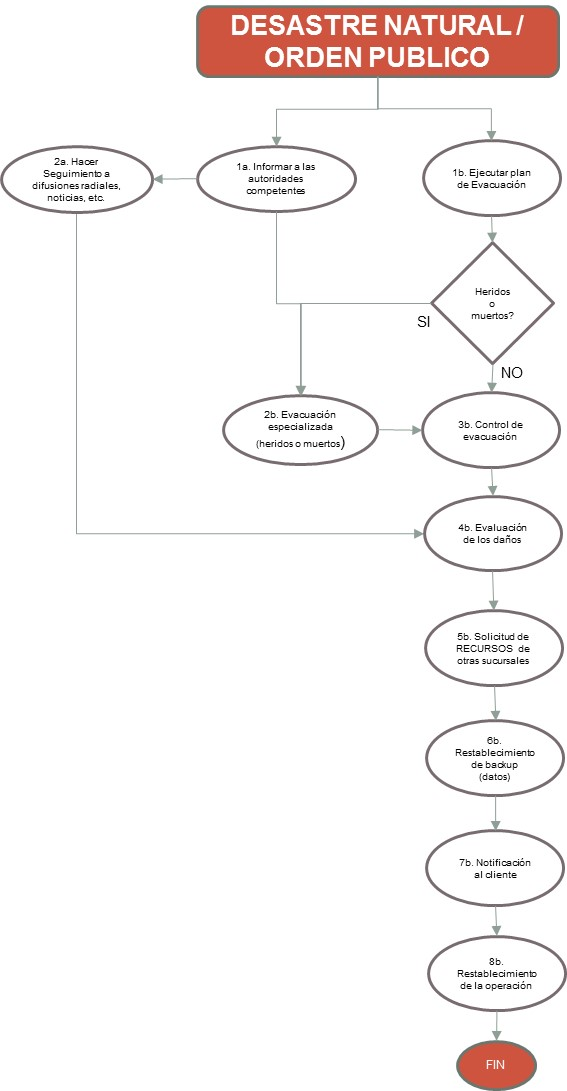 DESASTRE NATURAL /
ORDEN PUBLICO
2a. Hacer
Seguimiento a
difusiones radiales,
noticias, etc.
1a. Informar a las
autoridades
competentes
1b. Ejecutar plan
de Evacuación
Heridos
o
muertos?
SI
NO
2b. Evacuación
especializada
(heridos o muertos)
3b. Control de
evacuación
4b. Evaluación
de los daños
5b. Solicitud de
RECURSOS de
otras sucursales
6b.
Restablecimiento
de backup
(datos)
7b. Notificación
al cliente
8b.
Restablecimiento
de la operación
FIN